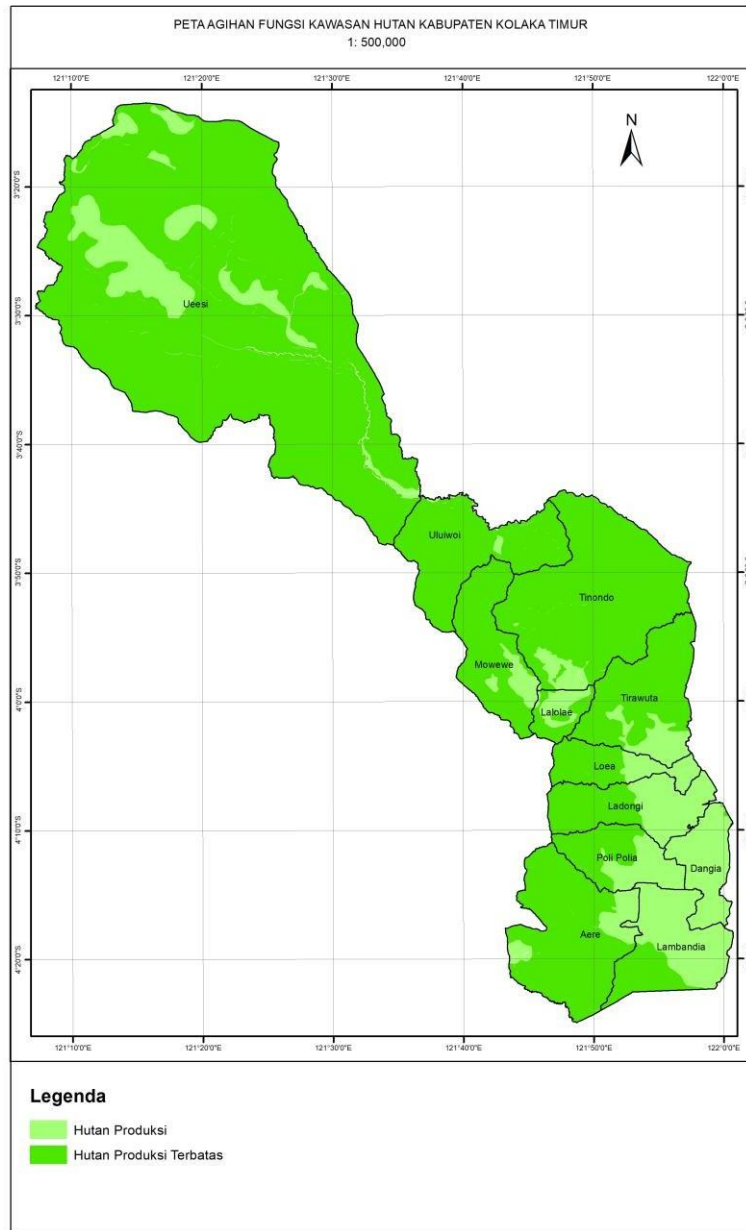 PETA AGIHAN FUNGSI KAWASAN HUTAN KABUPATEN KOLAKA TIMUR
1: 500,000
121°10'0"E 121°20'0"E 121°30'0"E 121°40'0"E 121°50'0"E 122°0'0"E
N
3°20'0"S
Ueesi
3°30'0"S
3°40'0"S
Uluiwoi
3°50'0"S
Tinondo
Mowewe
Tirawuta
4°0'0"S
Lalolae
Loea
Ladongi
4°10'0"S
Poli Polia
Dangia
Aere
Lambandia
4°20'0"S
121°10'0"E 121°20'0"E 121°30'0"E 121°40'0"E 121°50'0"E 122°0'0"E
Legenda
Hutan Produksi
Hutan Produksi Terbatas